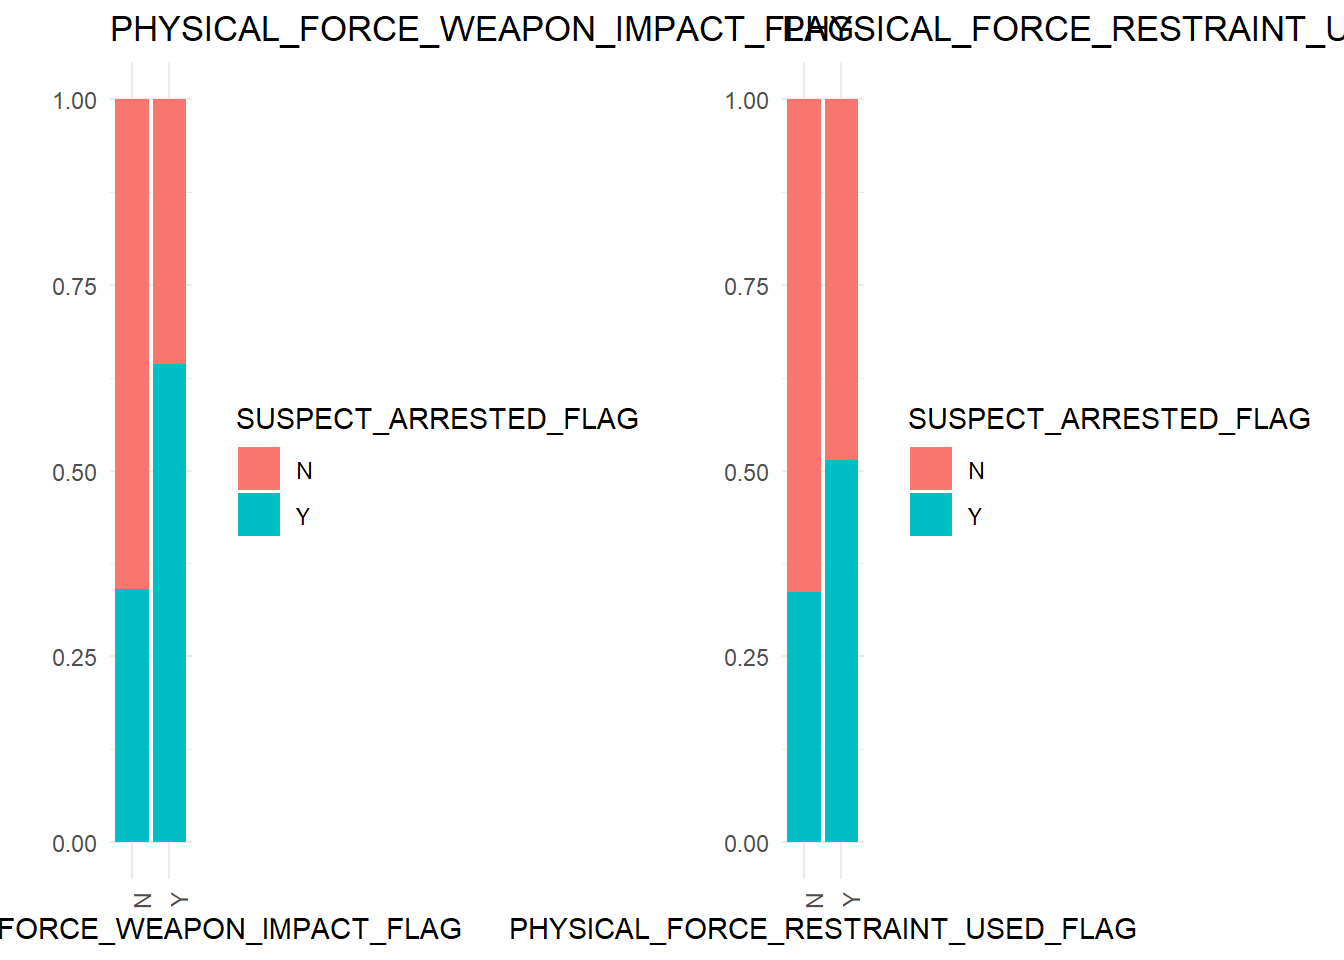 PHYSICAL_FORCE_WEAPON_IMPACT_FLAG
1.00
0.75
0.50
0.25
0.00
N
Y
FORCE_WEAPON_IMPACT_FLAG
SUSPECT_ARRESTED_FLAG
N
Y
PHYSICAL_FORCE_RESTRAINT_U
1.00
0.75
0.50
0.25
0.00
N
Y
PHYSICAL_FORCE_RESTRAINT_USED_FLAG
SUSPECT_ARRESTED_FLAG
N
Y